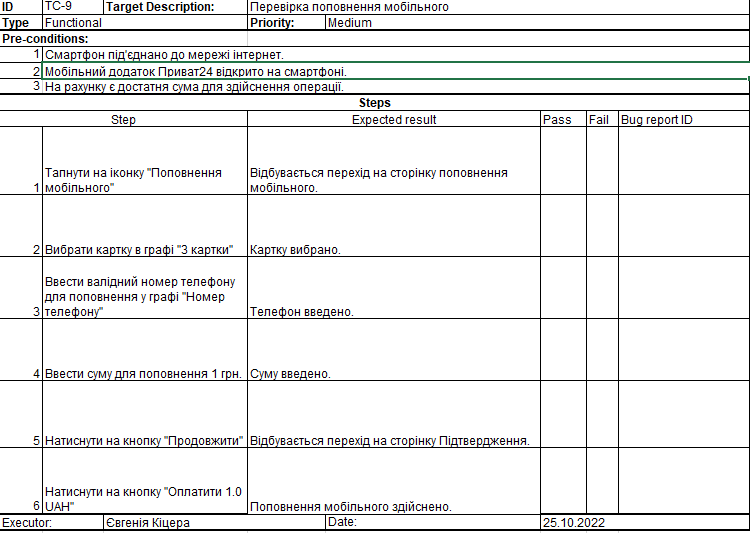 ID TC-9 Target Description: Перевірка поповнення мобільного
Type Functional Priority: Medium
Pre-conditions:
1 Смартфон під'єднано до мережі інтернет.
2 Мобільний додаток Приват24 відкрито на смартфоні.
3 На рахунку є достатня сума для здійснення операції.
Steps
Step Expected result Pass Fail Bug report ID
Тапнути на іконку "Поповнення Відбувається перехід на сторінку поповнення
1 мобільного" мобільного.
2 Вибрати картку в графі "З картки" Картку вибрано.
Ввести валідний номер телефону
для поповнення у графі "Номер
3 телефону" Телефон введено.
4 Ввести суму для поповнення 1 грн. Суму введено.
5 Натиснути на кнопку "Продовжити" Відбувається перехід на сторінку Підтвердження.
Натиснути на кнопку "Оплатити 1.0
6 UAH" Поповнення мобільного здійснено.
Executor: Євгенія Кіцера Date: 25.10.2022